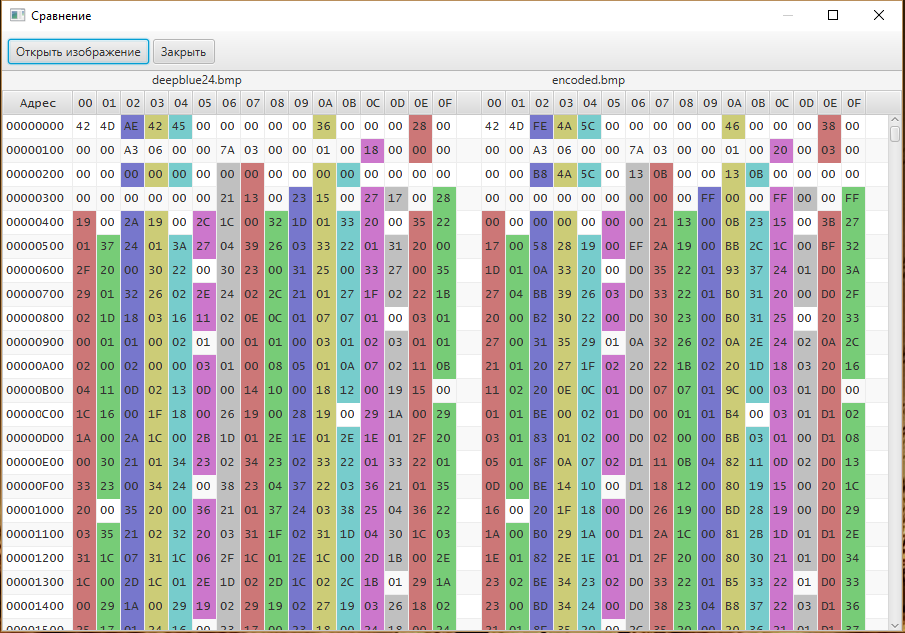 Сравнение
Открыть изображение Закрыть
deepblue24.bmp encoded.bmp
Адрес 00 01 02 03 04 05 06 07 08 09 0A 0B 0C 0D 0E 0F 00 01 02 03 04 05 06 07 08 09 0A 0B 0C 0D 0E 0F
00000000 42 4D AE 42 45 00 00 00 00 00 36 00 00 00 28 00 42 4D FE 4A 5C 00 00 00 00 00 46 00 00 00 38 00
00000100 00 00 A3 06 00 00 7A 03 00 00 01 00 18 00 00 00 00 00 A3 06 00 00 7A 03 00 00 01 00 20 00 03 00
00000200 00 00 00 00 00 00 00 00 00 00 00 00 00 00 00 00 00 00 B8 4A 5C 00 13 0B 00 00 13 0B 00 00 00 00
00000300 00 00 00 00 00 00 21 13 00 23 15 00 27 17 00 28 00 00 00 00 00 00 00 00 00 FF 00 00 FF 00 00 FF
00000400 19 00 2A 19 00 2C 1C 00 32 1D 01 33 20 00 35 22 00 00 00 00 00 00 00 21 13 00 0B 23 15 00 3B 27
00000500 01 37 24 01 3A 27 04 39 26 03 33 22 01 31 20 00 17 00 58 28 19 00 EF 2A 19 00 BB 2C 1C 00 BF 32
00000600 2F 20 00 30 22 00 30 23 00 31 25 00 33 27 00 35 1D 01 0A 33 20 00 D0 35 22 01 93 37 24 01 D0 3A
00000700 29 01 32 26 02 2E 24 02 2C 21 01 27 1F 02 22 1B 27 04 BB 39 26 03 D0 33 22 01 B0 31 20 00 D0 2F
00000800 02 1D 18 03 16 11 02 0E 0C 01 07 07 01 00 03 01 20 00 B2 30 22 00 D0 30 23 00 B0 31 25 00 20 33
00000900 00 01 01 00 02 01 00 01 01 00 03 01 02 03 01 01 27 00 31 35 29 01 0A 32 26 02 0A 2E 24 02 0A 2C
00000A00 02 00 02 00 00 03 01 00 08 05 01 0A 07 02 11 0B 21 01 20 27 1F 02 20 22 1B 02 20 1D 18 03 20 16
00000B00 04 11 0D 02 13 0D 00 14 10 00 18 12 00 19 15 00 11 02 20 0E 0C 01 D0 07 07 01 9C 00 03 01 D0 00
00000C00 1C 16 00 1F 18 00 26 19 00 28 19 00 29 1A 00 29 01 01 BE 00 02 01 D0 00 01 01 B4 00 03 01 D1 02
00000D00 1A 00 2A 1C 00 2B 1D 01 2E 1E 01 2E 1E 01 2F 20 03 01 83 01 02 00 D0 02 00 00 BB 03 01 00 D1 08
00000E00 00 30 21 01 34 23 02 34 23 02 33 22 01 33 22 01 05 01 8F 0A 07 02 D1 11 0B 04 82 11 0D 02 D0 13
00000F00 33 23 00 34 24 00 38 23 04 37 22 03 36 21 01 35 0D 00 BE 14 10 00 D1 18 12 00 80 19 15 00 20 1C
00001000 20 00 35 20 00 36 21 01 37 24 03 38 25 04 36 22 16 00 20 1F 18 00 D0 26 19 00 BD 28 19 00 D0 29
00001100 03 35 21 02 32 20 03 31 1F 02 31 1D 04 30 1C 03 1A 00 B0 29 1A 00 D1 2A 1C 00 81 2B 1D 01 D1 2E
00001200 31 1C 07 31 1C 06 2F 1C 01 2E 1C 00 2D 1B 00 2E 1E 01 82 2E 1E 01 D1 2F 20 00 80 30 21 01 D0 34
00001300 1C 00 2D 1C 01 2E 1D 02 2D 1C 02 2C 1B 01 29 1A 23 02 BE 34 23 02 D0 33 22 01 B5 33 22 01 D0 33
00001400 00 29 1A 00 29 19 02 29 19 02 27 19 03 26 18 02 23 00 BD 34 24 00 D0 38 23 04 B8 37 22 03 D1 36